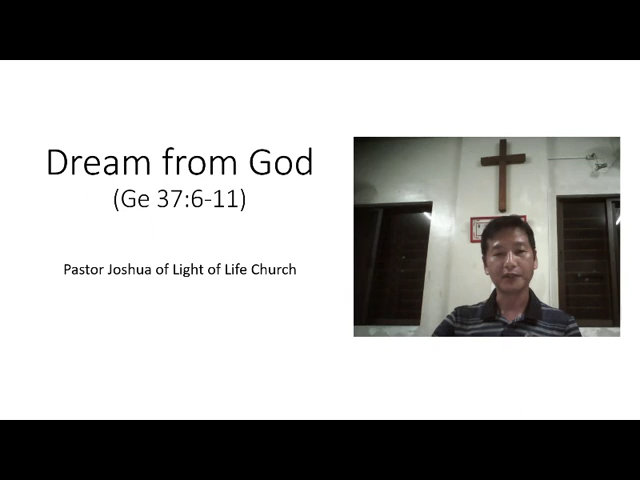 Dream from God
(Ge 37:6-11)
Pastor Joshua of Light of Life Church